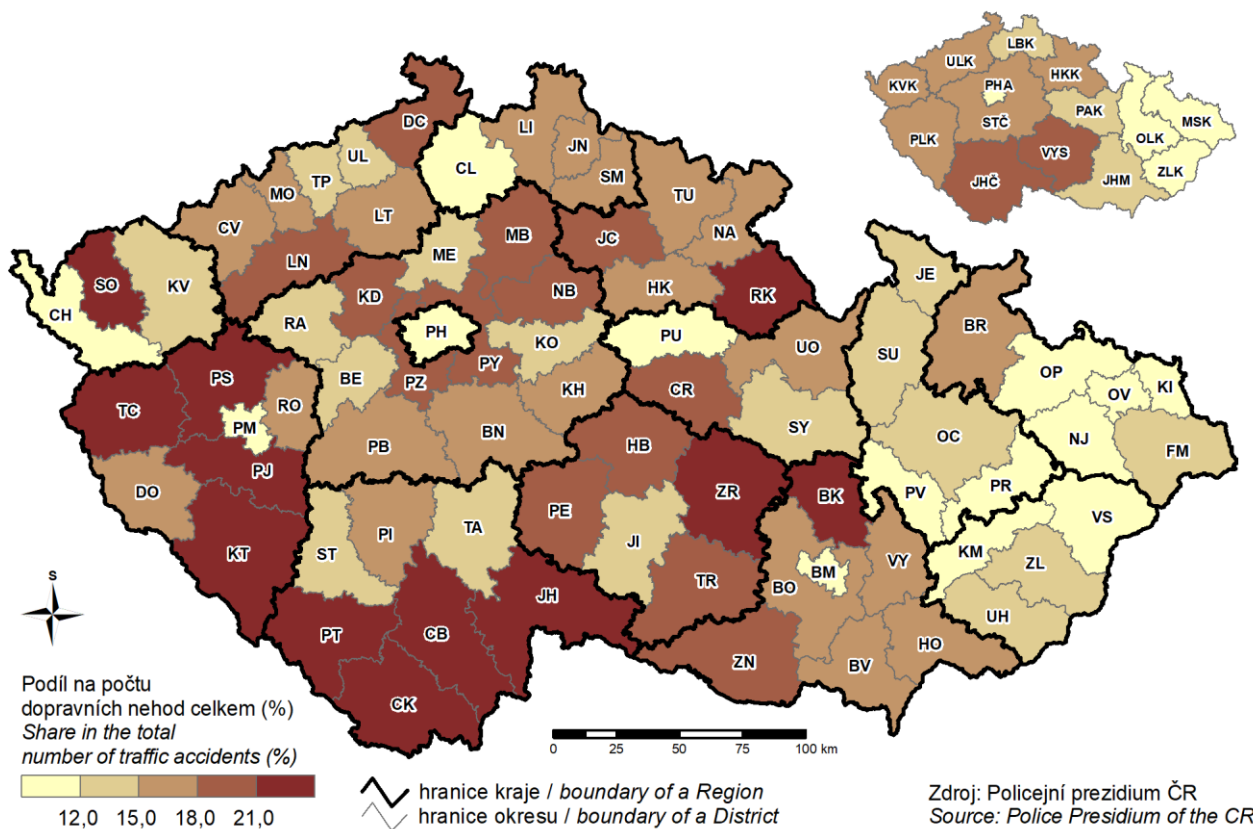 LBK
ULK
HKK
KVK
PHA
PAK
STČ
MSK
OLK
PLK
VYS
ZLK
JHČ
JHM
DC
LI
JN
UL
CL
TP
SM
MO
TU
LT
CV
MB
JC
NA
ME
LN
JE
SO
KV
KD
NB
HK
RK
CH
BR
RA
PH
KO
PU
UO
SU
PY
OP
BE
PZ
PS
CR
KH
OV
KI
RO
TC
PM
SY
OC
NJ
FM
PB
BN
HB
PJ
ZR
BK
PV
PR
DO
PE
VS
TA
PI
ST
JI
KM
KT
VY
ZL
BM
TR
BO
JH
S
UH
PT
CB
HO
ZN
BV
CK
Podíl na počtu
dopravních nehod celkem (%)
Share in the total
number of traffic accidents (%)
12,0 15,0 18,0 21,0
0 25 50 75 100 km
hranice kraje / boundary of a Region
hranice okresu / boundary of a District
Zdroj: Policejní prezidium ČR
Source: Police Presidium of the CR